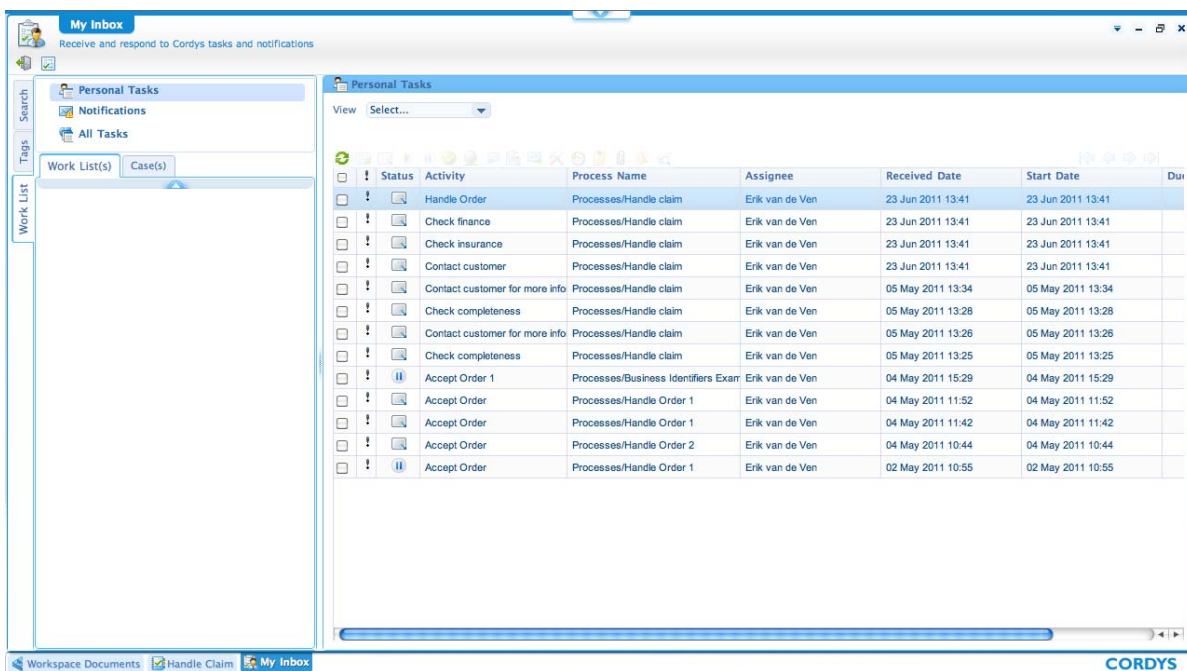 My Inbox
Receive and respond to Cordys tasks and notifications
Search
Tags
Work List
Personal Tasks
Notifications
All Tasks
Work List(s) Case(s)
Personal Tasks
View Select...
! Status Activity Process Name Assignee Received Date Start Date Du
! Handle Order Processes/Handle claim Erik van de Ven 23 Jun 2011 13:41 23 Jun 2011 13:41
! Check finance Processes/Handle claim Erik van de Ven 23 Jun 2011 13:41 23 Jun 2011 13:41
! Check insurance Processes/Handle claim Erik van de Ven 23 Jun 2011 13:41 23 Jun 2011 13:41
! Contact customer Processes/Handle claim Erik van de Ven 23 Jun 2011 13:41 23 Jun 2011 13:41
! Contact customer for more info Processes/Handle claim Erik van de Ven 05 May 2011 13:34 05 May 2011 13:34
! Check completeness Processes/Handle claim Erik van de Ven 05 May 2011 13:28 05 May 2011 13:28
! Contact customer for more info Processes/Handle claim Erik van de Ven 05 May 2011 13:26 05 May 2011 13:26
! Check completeness Processes/Handle claim Erik van de Ven 05 May 2011 13:25 05 May 2011 13:25
! Accept Order 1 Processes/Business Identifiers Exam Erik van de Ven 04 May 2011 15:29 04 May 2011 15:29
! Accept Order Processes/Handle Order 1 Erik van de Ven 04 May 2011 11:52 04 May 2011 11:52
! Accept Order Processes/Handle Order 1 Erik van de Ven 04 May 2011 11:42 04 May 2011 11:42
! Accept Order Processes/Handle Order 2 Erik van de Ven 04 May 2011 10:44 04 May 2011 10:44
! Accept Order Processes/Handle Order 1 Erik van de Ven 02 May 2011 10:55 02 May 2011 10:55
Workspace Documents Handle Claim My Inbox CORDYS